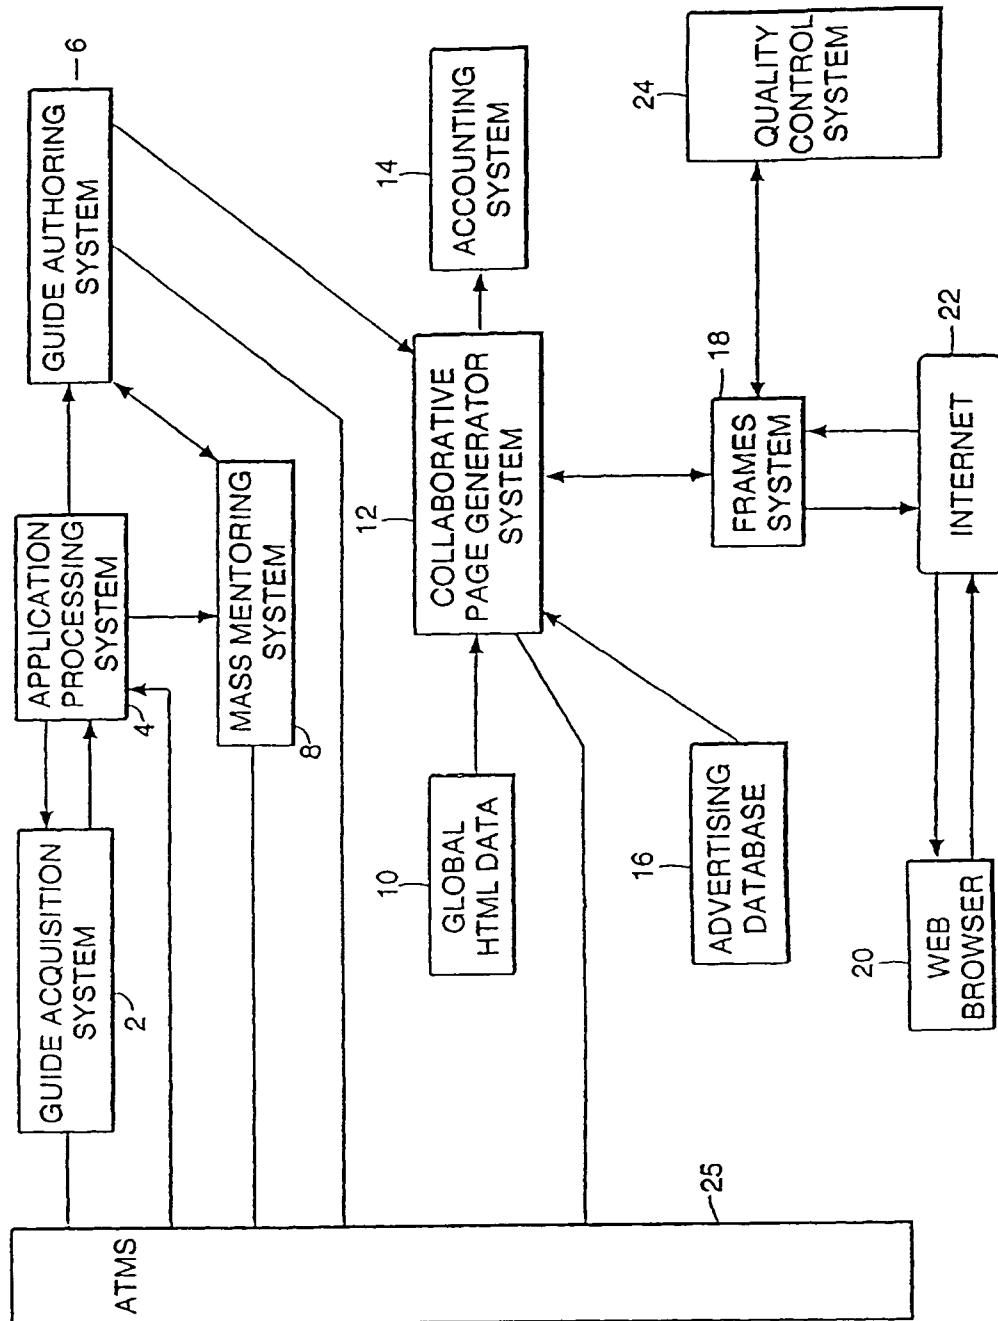 ATMS
25
GUIDE ACQUISITION
SYSTEM
2
APPLICATION
PROCESSING
SYSTEM
4
GUIDE AUTHORING
SYSTEM
6
MASS MENTORING
SYSTEM
8
GLOBAL
HTML DATA
10
COLLABORATIVE
PAGE GENERATOR
SYSTEM
12
ACCOUNTING
SYSTEM
14
ADVERTISING
DATABASE
16
FRAMES
SYSTEM
18
QUALITY
CONTROL
SYSTEM
24
WEB
BROWSER
20
INTERNET
22